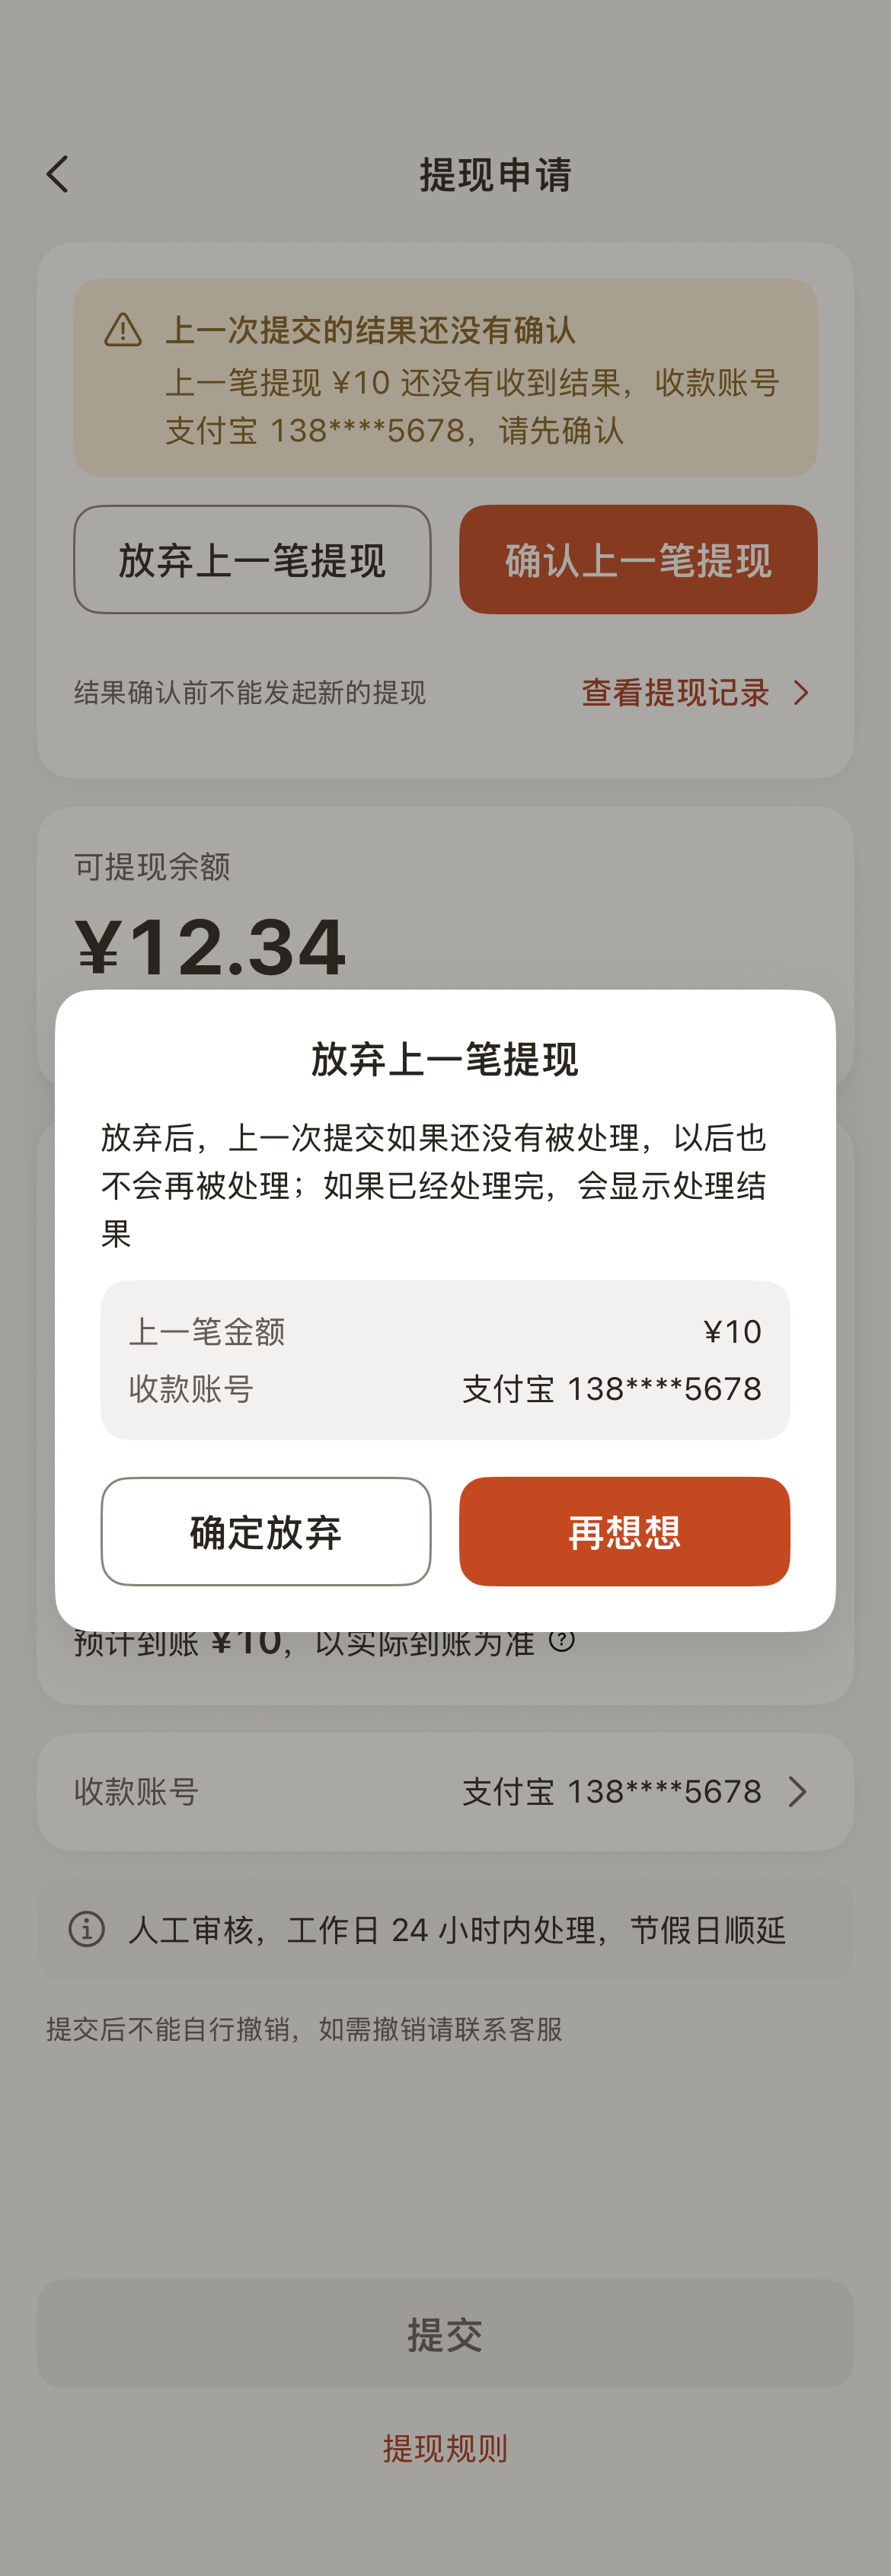 提现申请
上一次提交的结果还没有确认
上一笔提现 ¥10 还没有收到结果，收款账号
支付宝 138****5678，请先确认
放弃上一笔提现
确认上一笔提现
结果确认前不能发起新的提现
查看提现记录
可提现余额
¥12.34
放弃上一笔提现
放弃后，上一次提交如果还没有被处理，以后也
不会再被处理；如果已经处理完，会显示处理结
果
上一笔金额 ¥10
收款账号 支付宝 138****5678
确定放弃
再想想
预计到账 ¥10，以实际到账为准
收款账号 支付宝 138****5678
人工审核，工作日 24 小时内处理，节假日顺延
提交后不能自行撤销，如需撤销请联系客服
提交
提现规则